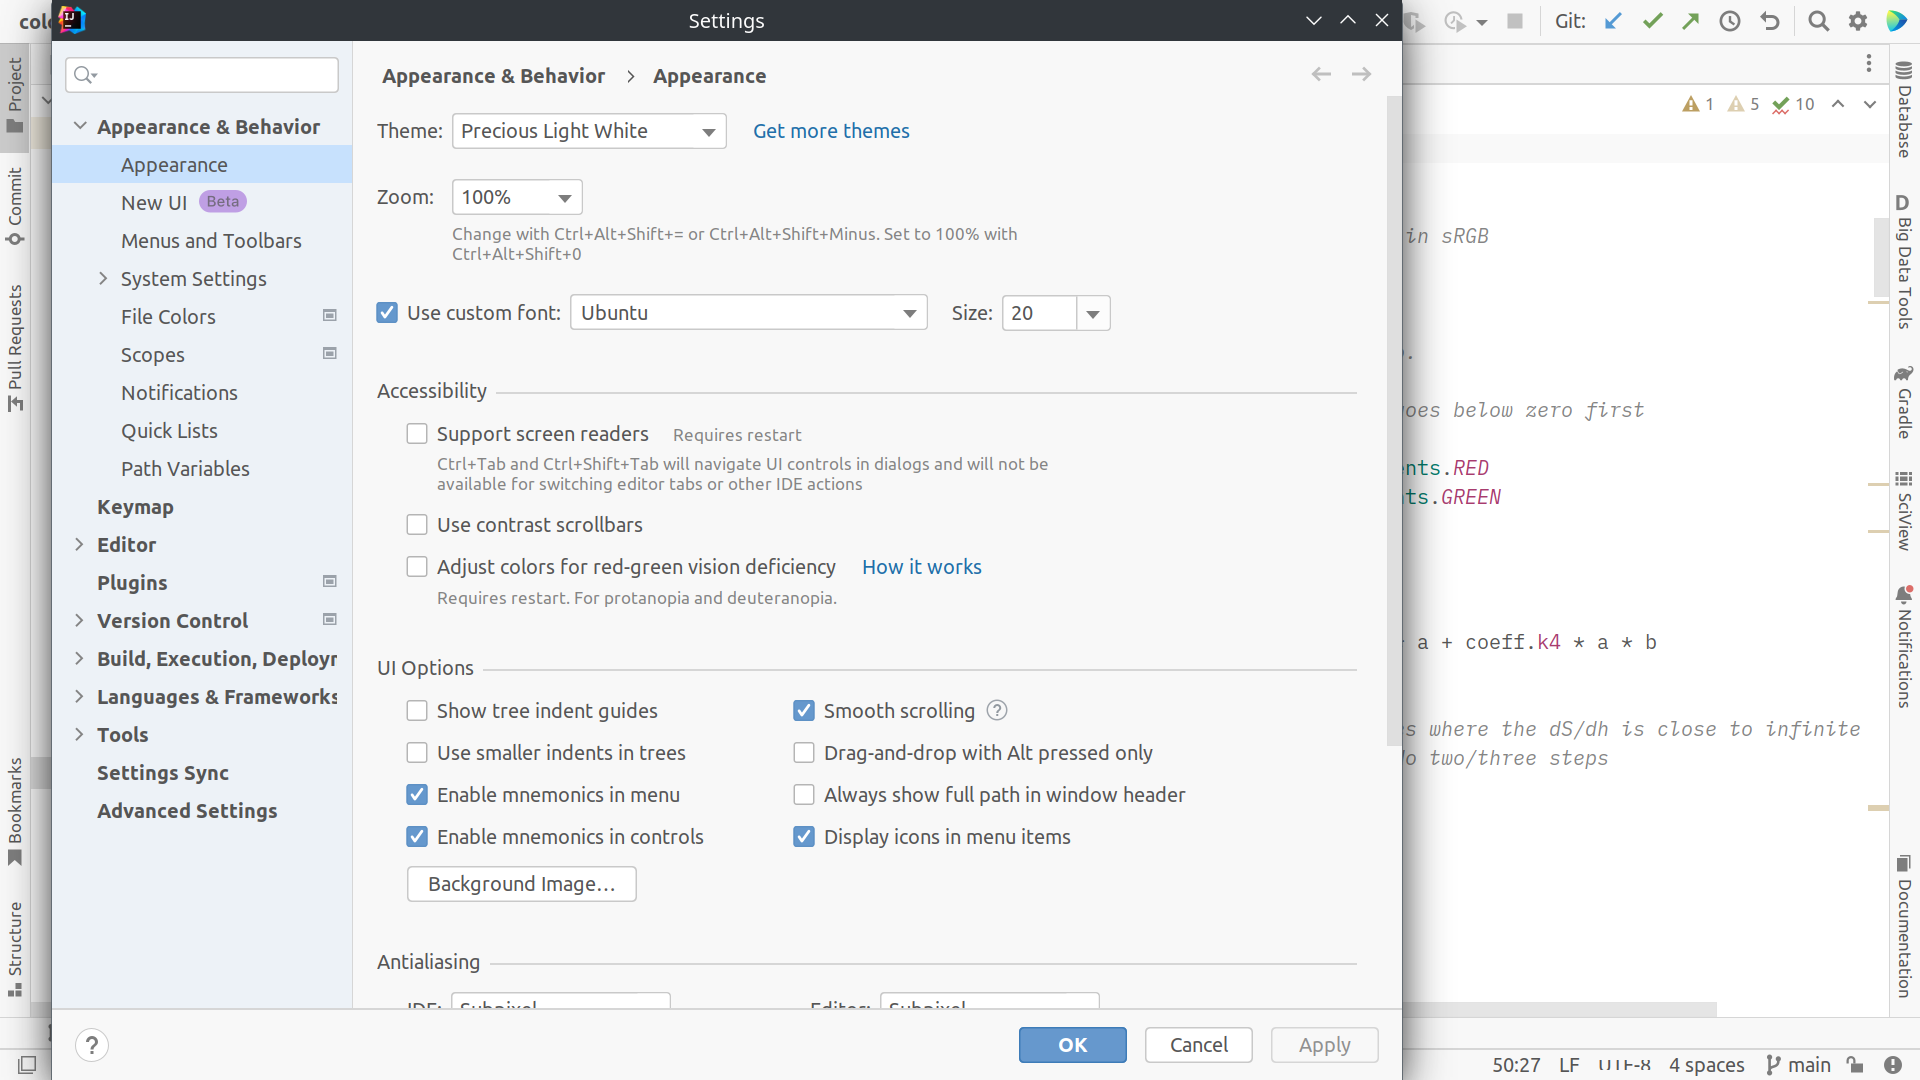 Settings
Git:
Project
Commit
Pull Requests
Bookmarks
Structure
Appearance & Behavior
Appearance
New UI Beta
Menus and Toolbars
System Settings
File Colors
Scopes
Notifications
Quick Lists
Path Variables
Keymap
Editor
Plugins
Version Control
Build, Execution,
Languages & Frameworks
Tools
Settings Sync
Advanced Settings
Appearance & Behavior › Appearance
Theme: Precious Light White Get more themes
Zoom: 100%
Change with Ctrl+Alt+Shift+= or Ctrl+Alt+Shift+Minus. Set to 100% with
Ctrl+Alt+Shift+0
Use custom font: Ubuntu Size: 20
Accessibility
Support screen readers Requires restart
Ctrl+Tab and Ctrl+Shift+Tab will navigate UI controls in dialogs and will not be
available for switching editor tabs or other IDE actions
Use contrast scrollbars
Adjust colors for red-green vision deficiency How it works
Requires restart. For protanopia and deuteranopia.
UI Options
Show tree indent guides Smooth scrolling ?
Use smaller indents in trees Drag-and-drop with Alt pressed only
Enable mnemonics in menu Always show full path in window header
Enable mnemonics in controls Display icons in menu items
Background Image...
Antialiasing
IDE: Subpixel Editor: Subpixel
? OK Cancel Apply
1 5 10
in sRGB
below zero first
.RED
.GREEN
a + coeff.k4 * a * b
where the dS/dh is close to infinite
two/three steps
Database
D Big Data Tools
Gradle
SciView
Notifications
Documentation
50:27 LF UTF-8 4 spaces main